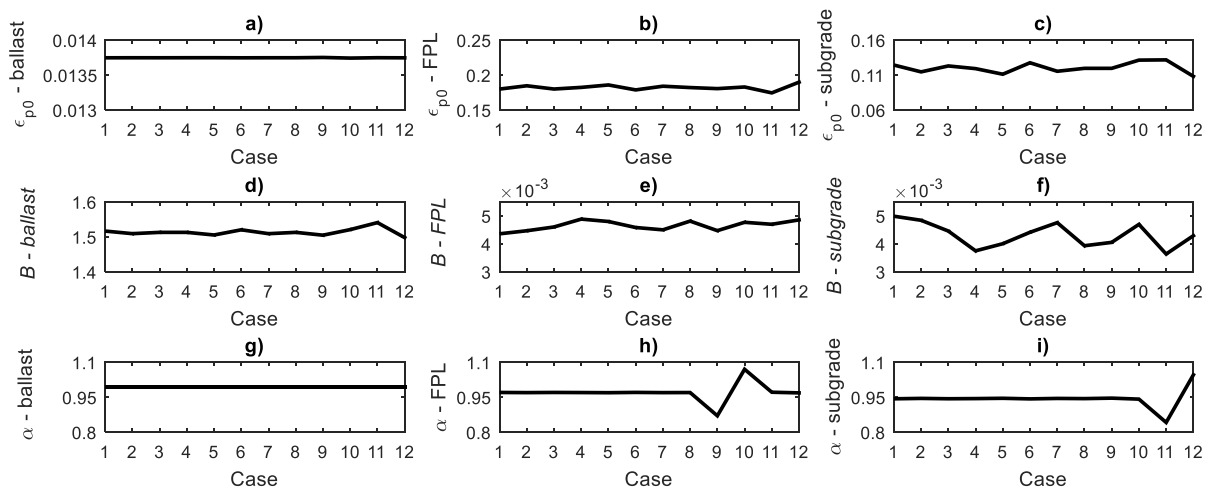 a)
ϵp0 - ballast
0.014
0.0135
0.013
1 2 3 4 5 6 7 8 9 10 11 12
Case
b)
ϵp0 - FPL
0.25
0.2
0.15
1 2 3 4 5 6 7 8 9 10 11 12
Case
c)
ϵp0 - subgrade
0.16
0.11
0.06
1 2 3 4 5 6 7 8 9 10 11 12
Case
d)
B - ballast
1.6
1.5
1.4
1 2 3 4 5 6 7 8 9 10 11 12
Case
e)
×10-3
B - FPL
5
4
3
1 2 3 4 5 6 7 8 9 10 11 12
Case
f)
×10-3
B - subgrade
5
4
3
1 2 3 4 5 6 7 8 9 10 11 12
Case
g)
α - ballast
1.1
0.95
0.8
1 2 3 4 5 6 7 8 9 10 11 12
Case
h)
α - FPL
1.1
0.95
0.8
1 2 3 4 5 6 7 8 9 10 11 12
Case
i)
α - subgrade
1.1
0.95
0.8
1 2 3 4 5 6 7 8 9 10 11 12
Case